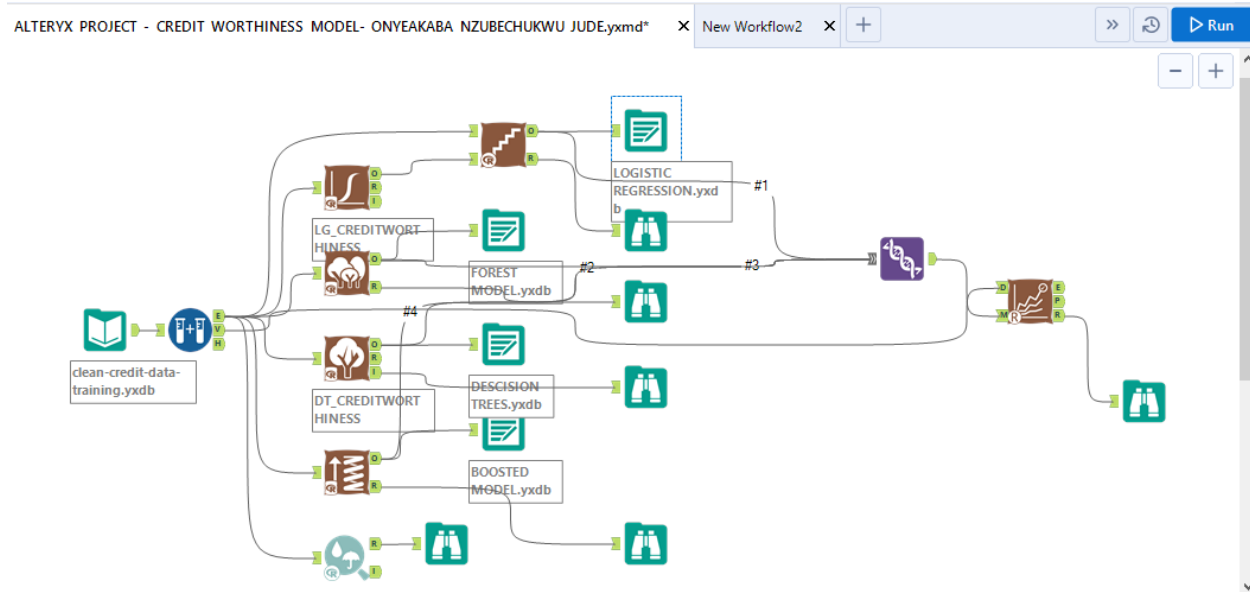 ALTERYX PROJECT - CREDIT WORTHINESS MODEL- ONYEAKABA NZUBECHUKWU JUDE.yxmd*
New Workflow2
Run
LOGISTIC
REGRESSION.yxd
b
#1
LG_CREDITWORT
HINESS
FOREST
MODEL.yxdb
#2
#3
#4
clean-credit-data-
training.yxdb
DT_CREDITWORT
HINESS
DESCISION
TREES.yxdb
BOOSTED
MODEL.yxdb
O
R
O
R
I
O
R
E
V
H
O
R
I
O
R
R
I
D
M
E
P
R
R